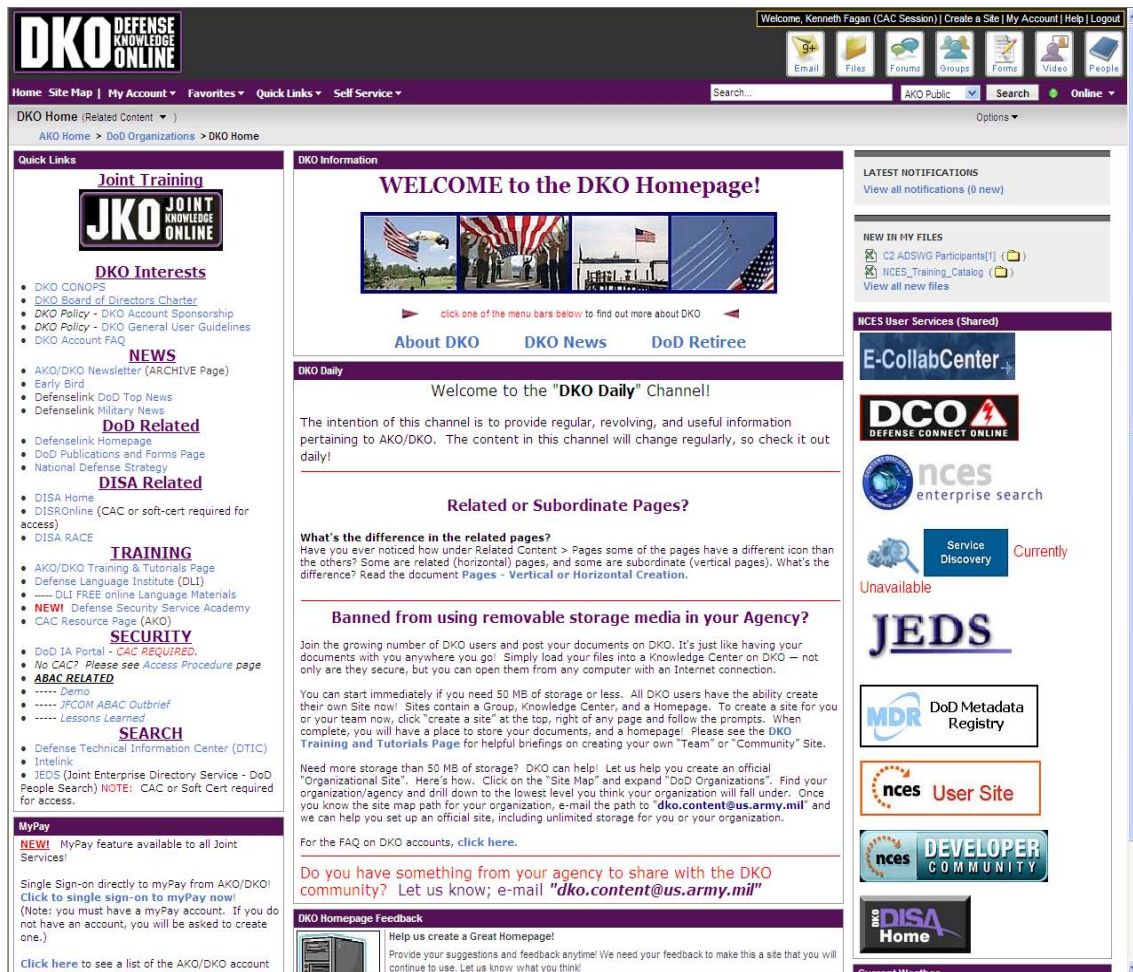 DKO DEFENSE KNOWLEDGE ONLINE
Welcome, Kenneth Fagan (CAC Session) | Create a Site | My Account | Help | Logout
9+
Email Files Forums Groups Forms Video People
Home Site Map | My Account Favorites Quick Links Self Service
Search... AKO Public Search Online
DKO Home (Related Content )
Options
AKO Home > DoD Organizations > DKO Home
Quick Links
Joint Training
JKO JOINT KNOWLEDGE ONLINE
DKO Interests
• DKO CONOPS
• DKO Board of Directors Charter
• DKO Policy - DKO Account Sponsorship
• DKO Policy - DKO General User Guidelines
• DKO Account FAQ
NEWS
• AKO/DKO Newsletter (ARCHIVE Page)
• Early Bird
• Defenselink DoD Top News
• Defenselink Military News
DoD Related
• Defenselink Homepage
• DoD Publications and Forms Page
• National Defense Strategy
DISA Related
• DISA Home
• DISROnline (CAC or soft-cert required for
access)
• DISA RACE
TRAINING
• AKO/DKO Training & Tutorials Page
• Defense Language Institute (DLI)
• ----- DLI FREE online Language Materials
• NEW! Defense Security Service Academy
• CAC Resource Page (AKO)
SECURITY
• DoD IA Portal - CAC REQUIRED.
• No CAC? Please see Access Procedure page
• ABAC RELATED
• ----- Demo
• ----- JFCOM ABAC Outbrief
• ----- Lessons Learned
SEARCH
• Defense Technical Information Center (DTIC)
• Intelink
• JEDS (Joint Enterprise Directory Service - DoD
People Search) NOTE: CAC or Soft Cert required
for access.
MyPay
NEW! MyPay feature available to all Joint
Services!
Single Sign-on directly to myPay from AKO/DKO!
Click to single sign-on to myPay now!
(Note: you must have a myPay account. If you do
not have an account, you will be asked to create
one.)
Click here to see a list of the AKO/DKO account
DKO Information
WELCOME to the DKO Homepage!
click one of the menu bars below to find out more about DKO
About DKO DKO News DoD Retiree
DKO Daily
Welcome to the "DKO Daily" Channel!
The intention of this channel is to provide regular, revolving, and useful information
pertaining to AKO/DKO. The content in this channel will change regularly, so check it out
daily!
Related or Subordinate Pages?
What's the difference in the related pages?
Have you ever noticed how under Related Content > Pages some of the pages have a different icon than
the others? Some are related (horizontal) pages, and some are subordinate (vertical pages). What's the
difference? Read the document Pages - Vertical or Horizontal Creation.
Banned from using removable storage media in your Agency?
Join the growing number of DKO users and post your documents on DKO. It's just like having your
documents with you anywhere you go! Simply load your files into a Knowledge Center on DKO — not
only are they secure, but you can open them from any computer with an Internet connection.
You can start immediately if you need 50 MB of storage or less. All DKO users have the ability create
their own Site now! Sites contain a Group, Knowledge Center, and a Homepage. To create a site for you
or your team now, click "create a site" at the top, right of any page and follow the prompts. When
complete, you will have a place to store your documents, and a homepage! Please see the DKO
Training and Tutorials Page for helpful briefings on creating your own "Team" or "Community" Site.
Need more storage than 50 MB of storage? DKO can help! Let us help you create an official
"Organizational Site". Here's how. Click on the "Site Map" and expand "DoD Organizations". Find your
organization/agency and drill down to the lowest level you think your organization will fall under. Once
you know the site map path for your organization, e-mail the path to "dko.content@us.army.mil" and
we can help you set up an official site, including unlimited storage for you or your organization.
For the FAQ on DKO accounts, click here.
Do you have something from your agency to share with the DKO
community? Let us know; e-mail "dko.content@us.army.mil"
DKO Homepage Feedback
Help us create a Great Homepage!
Provide your suggestions and feedback anytime! We need your feedback to make this a site that you will
continue to use. Let us know what you think!
LATEST NOTIFICATIONS
View all notifications (0 new)
NEW IN MY FILES
C2 ADSWG Participants[1] ( )
NCES_Training_Catalog ( )
View all new files
NCES User Services (Shared)
E-CollabCenter
DCO
DEFENSE CONNECT ONLINE
nces
enterprise search
Service
Discovery
Currently
Unavailable
JEDS
MDR DoD Metadata
Registry
nces User Site
nces DEVELOPER
COMMUNITY
DKO DISA
Home
Current Weather